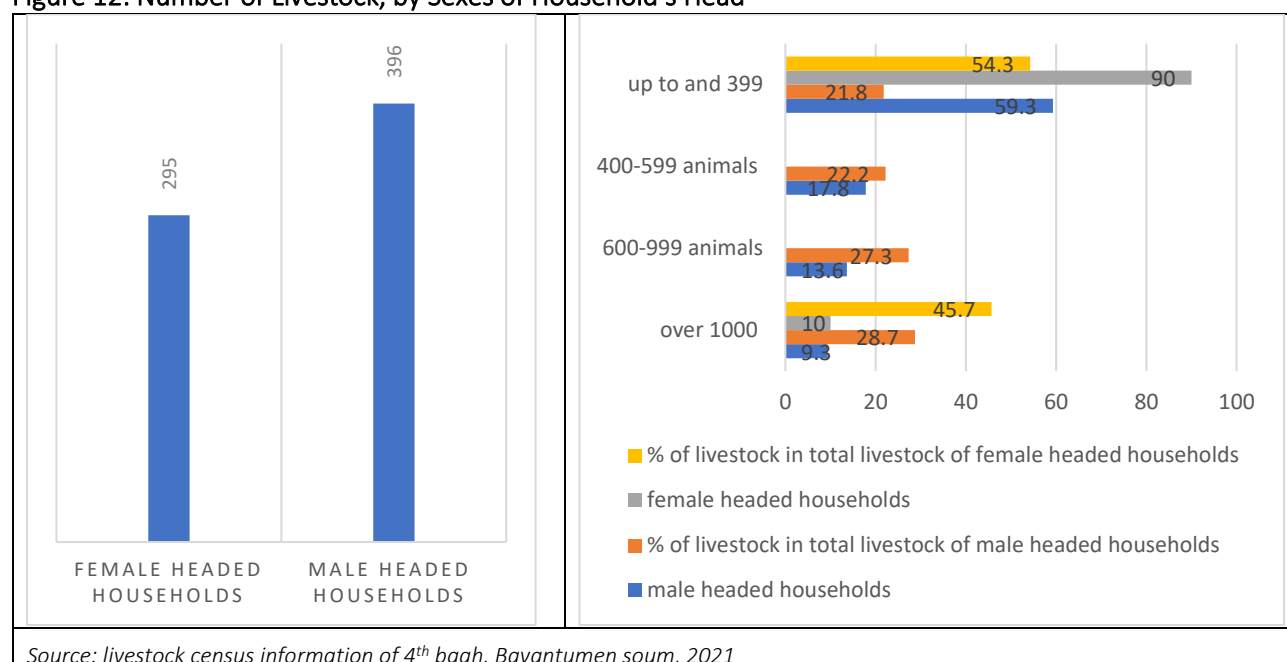 Figure 12: Number of Livestock, by Sexes of Household's Head
295
396
FEMALE HEADED
HOUSEHOLDS
MALE HEADED
HOUSEHOLDS
up to and 399
54.3
90
21.8
59.3
400-599 animals
22.2
17.8
600-999 animals
27.3
13.6
over 1000
45.7
10
28.7
9.3
0 20 40 60 80 100
% of livestock in total livestock of female headed households
female headed households
% of livestock in total livestock of male headed households
male headed households
Source: livestock census information of 4th bagh, Bayantumen soum, 2021